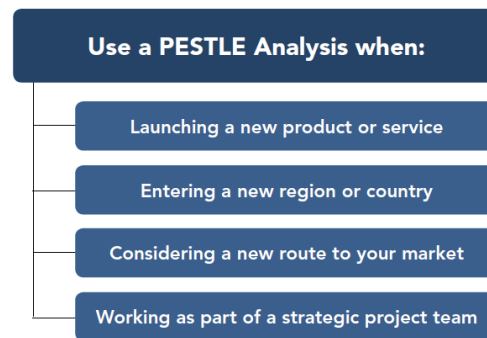 Use a PESTLE Analysis when:
Launching a new product or service
Entering a new region or country
Considering a new route to your market
Working as part of a strategic project team